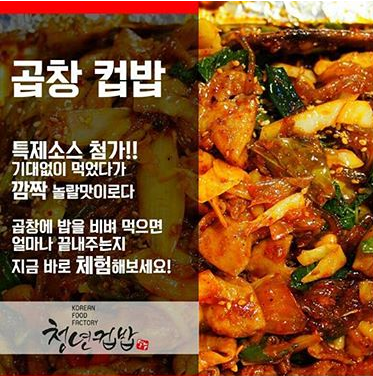 곱창 컵밥
특제소스 첨가!!
기대없이 먹었다가
깜짝 놀랄맛이로다
곱창에 밥을 비벼 먹으면
얼마나 끝내주는지
지금 바로 체험해보세요!
KOREAN
FOOD
FACTORY
청년컵밥